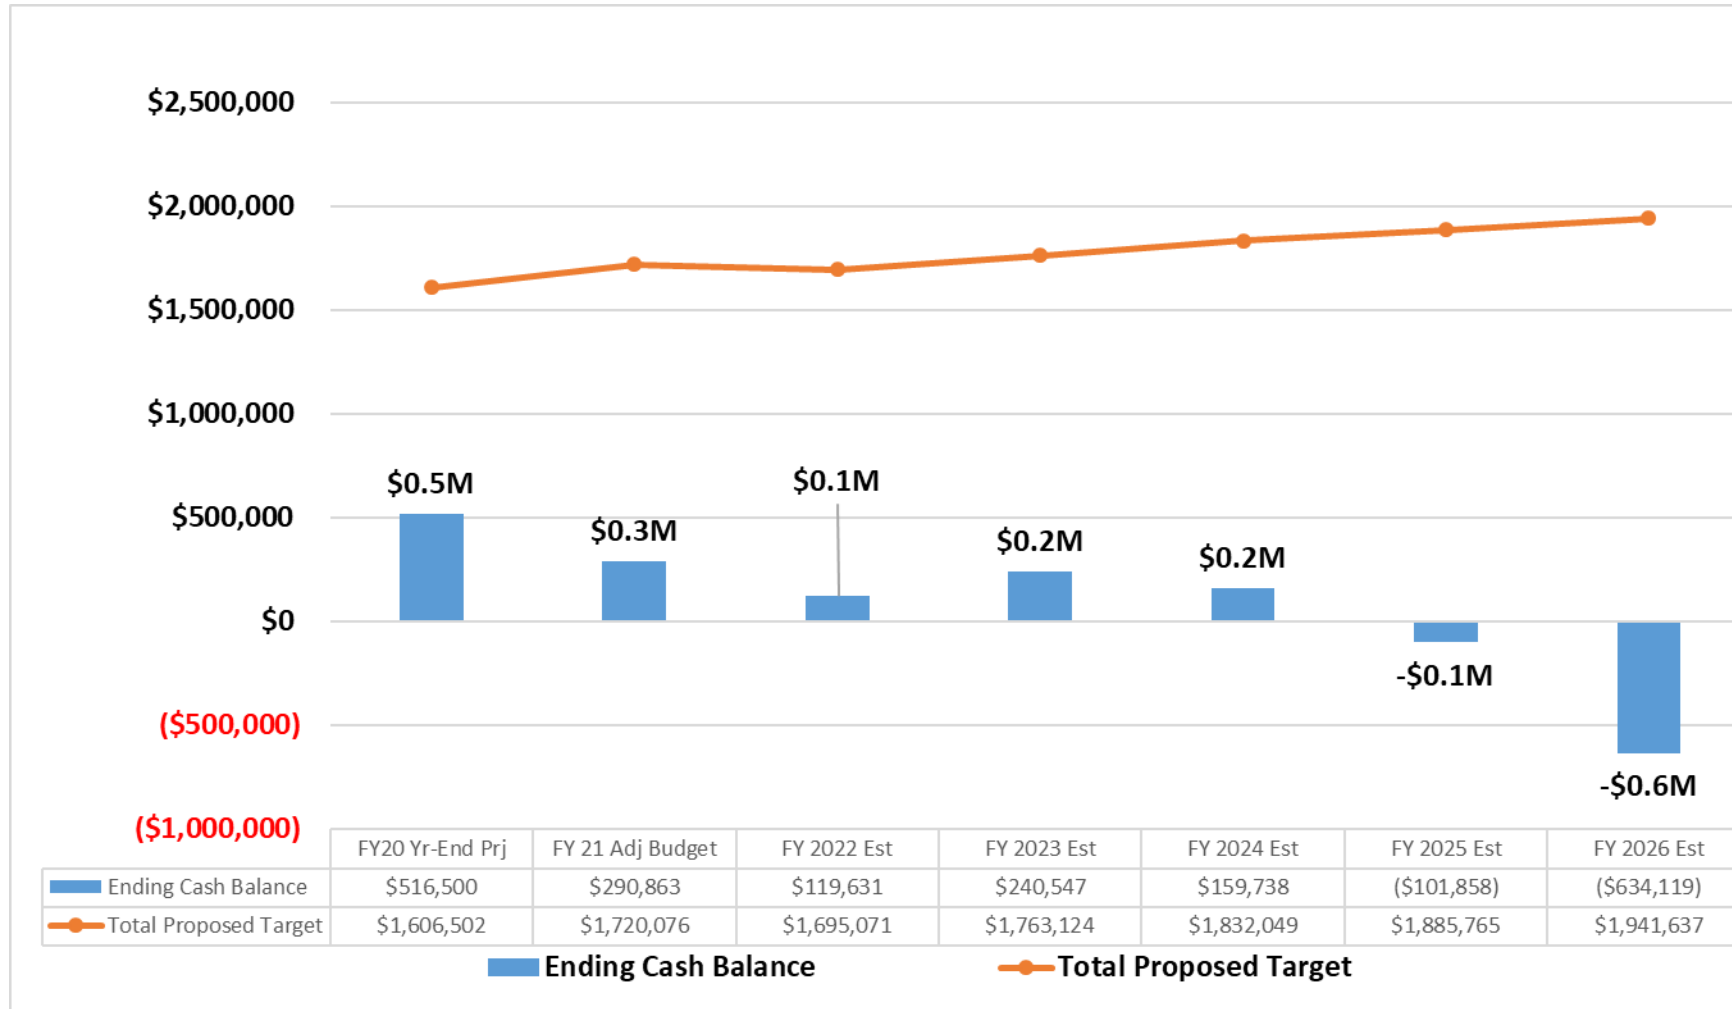 $2,500,000
$2,000,000
$1,500,000
$1,000,000
$500,000
$0
($500,000)
($1,000,000)
$0.5M
$0.3M
$0.1M
$0.2M
$0.2M
-$0.1M
-$0.6M
FY20 Yr-End Prj FY 21 Adj Budget FY 2022 Est FY 2023 Est FY 2024 Est FY 2025 Est FY 2026 Est
Ending Cash Balance $516,500 $290,863 $119,631 $240,547 $159,738 ($101,858) ($634,119)
Total Proposed Target $1,606,502 $1,720,076 $1,695,071 $1,763,124 $1,832,049 $1,885,765 $1,941,637
Ending Cash Balance Total Proposed Target